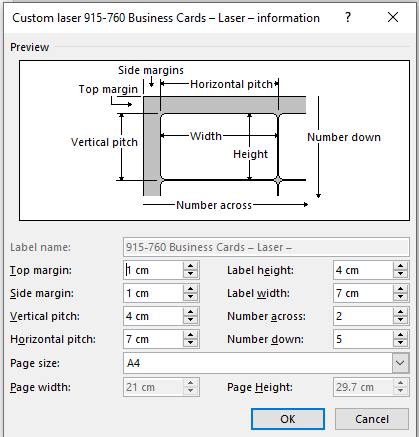 Custom laser 915-760 Business Cards – Laser – information
Preview
Side margins
Top margin
Horizontal pitch
Vertical pitch
Width
Height
Number down
Number across
Label name: 915-760 Business Cards – Laser –
Top margin: 1 cm Label height: 4 cm
Side margin: 1 cm Label width: 7 cm
Vertical pitch: 4 cm Number across: 2
Horizontal pitch: 7 cm Number down: 5
Page size: A4
Page width: 21 cm Page Height: 29.7 cm
OK Cancel